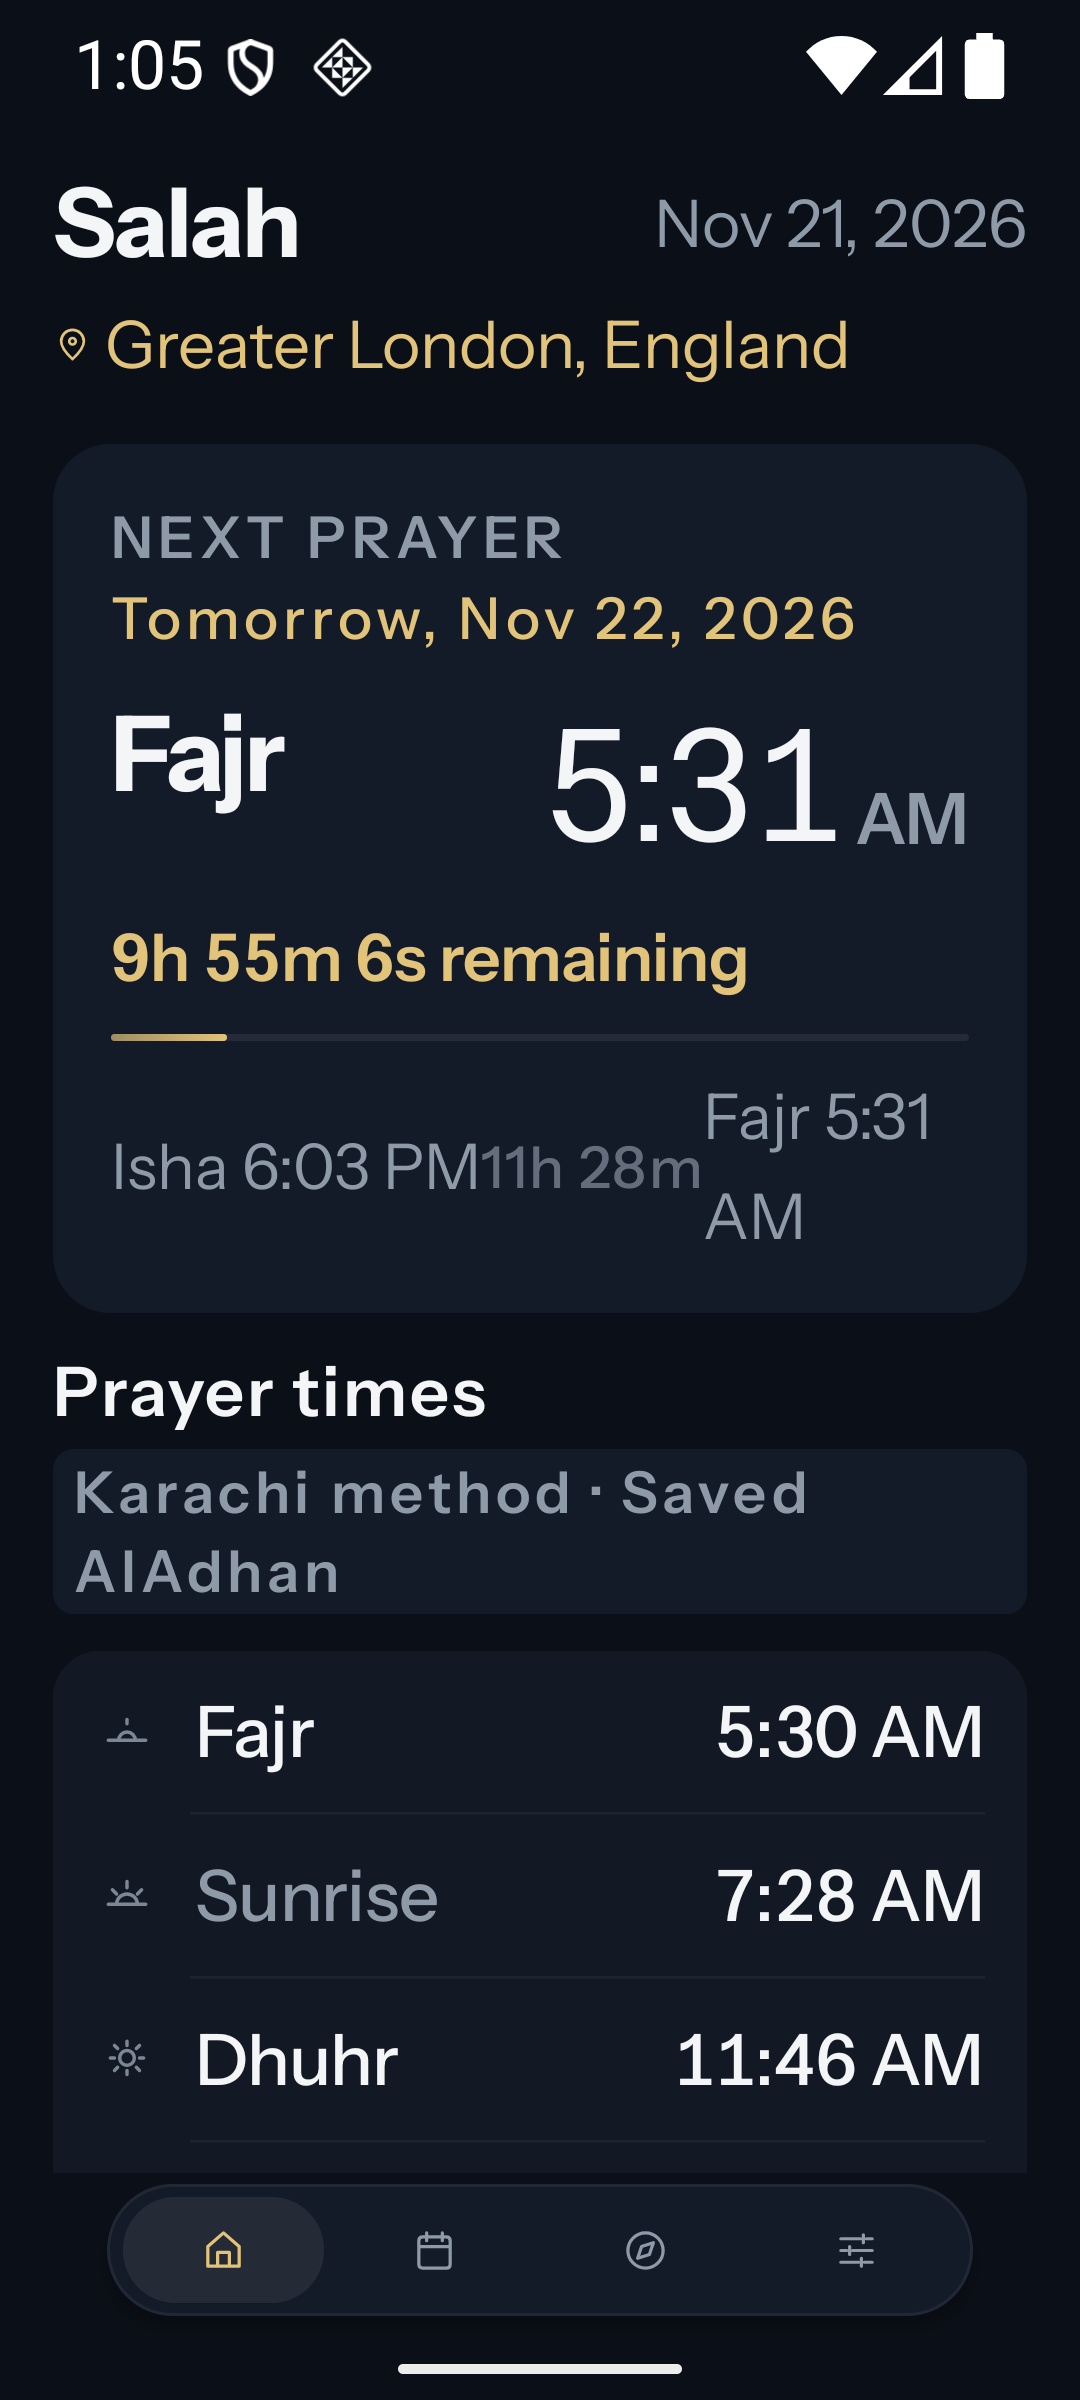 1:05
Salah
Nov 21, 2026
Greater London, England
NEXT PRAYER
Tomorrow, Nov 22, 2026
Fajr
5:31 AM
9h 55m 6s remaining
Isha 6:03 PM
11h 28m
Fajr 5:31
AM
Prayer times
Karachi method · Saved
AlAdhan
Fajr
5:30 AM
Sunrise
7:28 AM
Dhuhr
11:46 AM